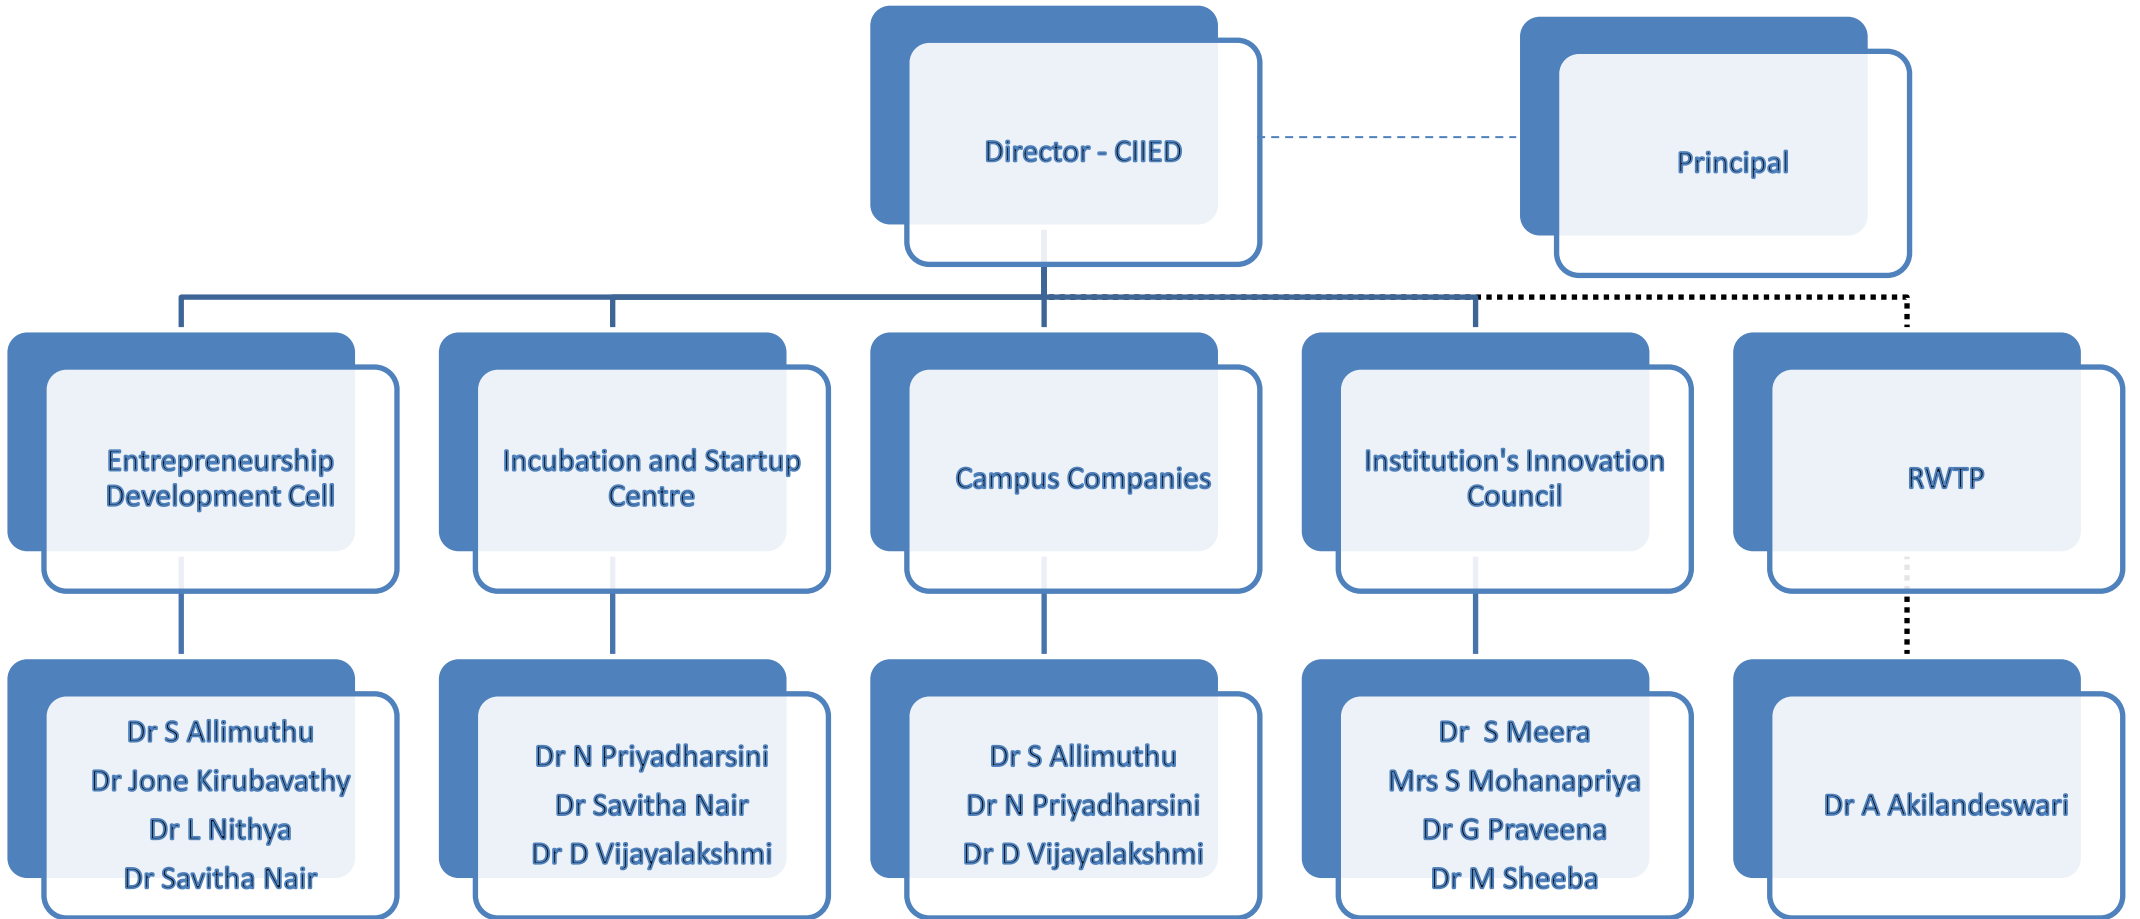 Director - CIIED
Principal
Entrepreneurship
Development Cell
Incubation and Startup
Centre
Campus Companies
Institution's Innovation
Council
RWTP
Dr S Allimuthu
Dr Jone Kirubavathy
Dr L Nithya
Dr Savitha Nair
Dr N Priyadharsini
Dr Savitha Nair
Dr D Vijayalakshmi
Dr S Allimuthu
Dr N Priyadharsini
Dr D Vijayalakshmi
Dr  S Meera
Mrs S Mohanapriya
Dr G Praveena
Dr M Sheeba
Dr A Akilandeswari